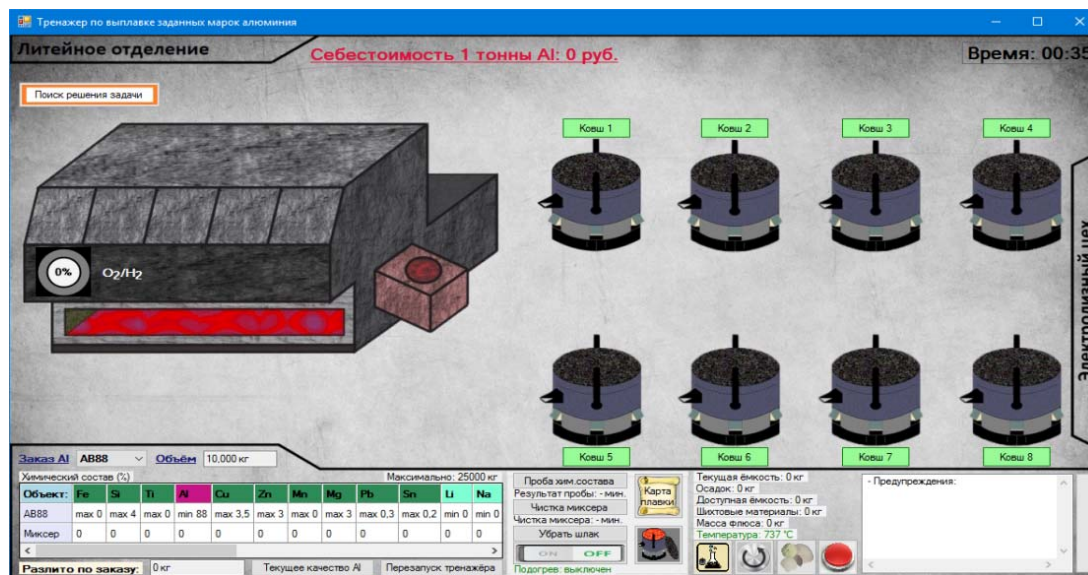 Тренажер по выплавке заданных марок алюминия
Литейное отделение
Себестоимость 1 тонны Al: 0 руб.
Время: 00:35
Поиск решения задачи
Ковш 1
Ковш 2
Ковш 3
Ковш 4
0%
O2/H2
Электролизный цех
Ковш 5
Ковш 6
Ковш 7
Ковш 8
Заказ Al AB88 Объём 10,000 кг
Химический состав (%) Максимально: 25000 кг
Объект: Fe Si Ti Al Cu Zn Mn Mg Pb Sn Li Na
AB88 max 0 max 4 max 0 min 88 max 3,5 max 3 max 0 max 3 max 0,3 max 0,2 min 0 min 0
Миксер 0 0 0 0 0 0 0 0 0 0 0 0
Разлито по заказу: 0 кг Текущее качество Al Перезапуск тренажёра
Проба хим.состава
Результат пробы: - мин.
Чистка миксера
Чистка миксера: - мин.
Убрать шлак
ON OFF
Подогрев: выключен
Карта
плавки
Текущая ёмкость: 0 кг
Осадок: 0 кг
Доступная ёмкость: 0 кг
Шихтовые материалы: 0 кг
Масса флюса: 0 кг
Температура: 737 °C
- Предупреждения: